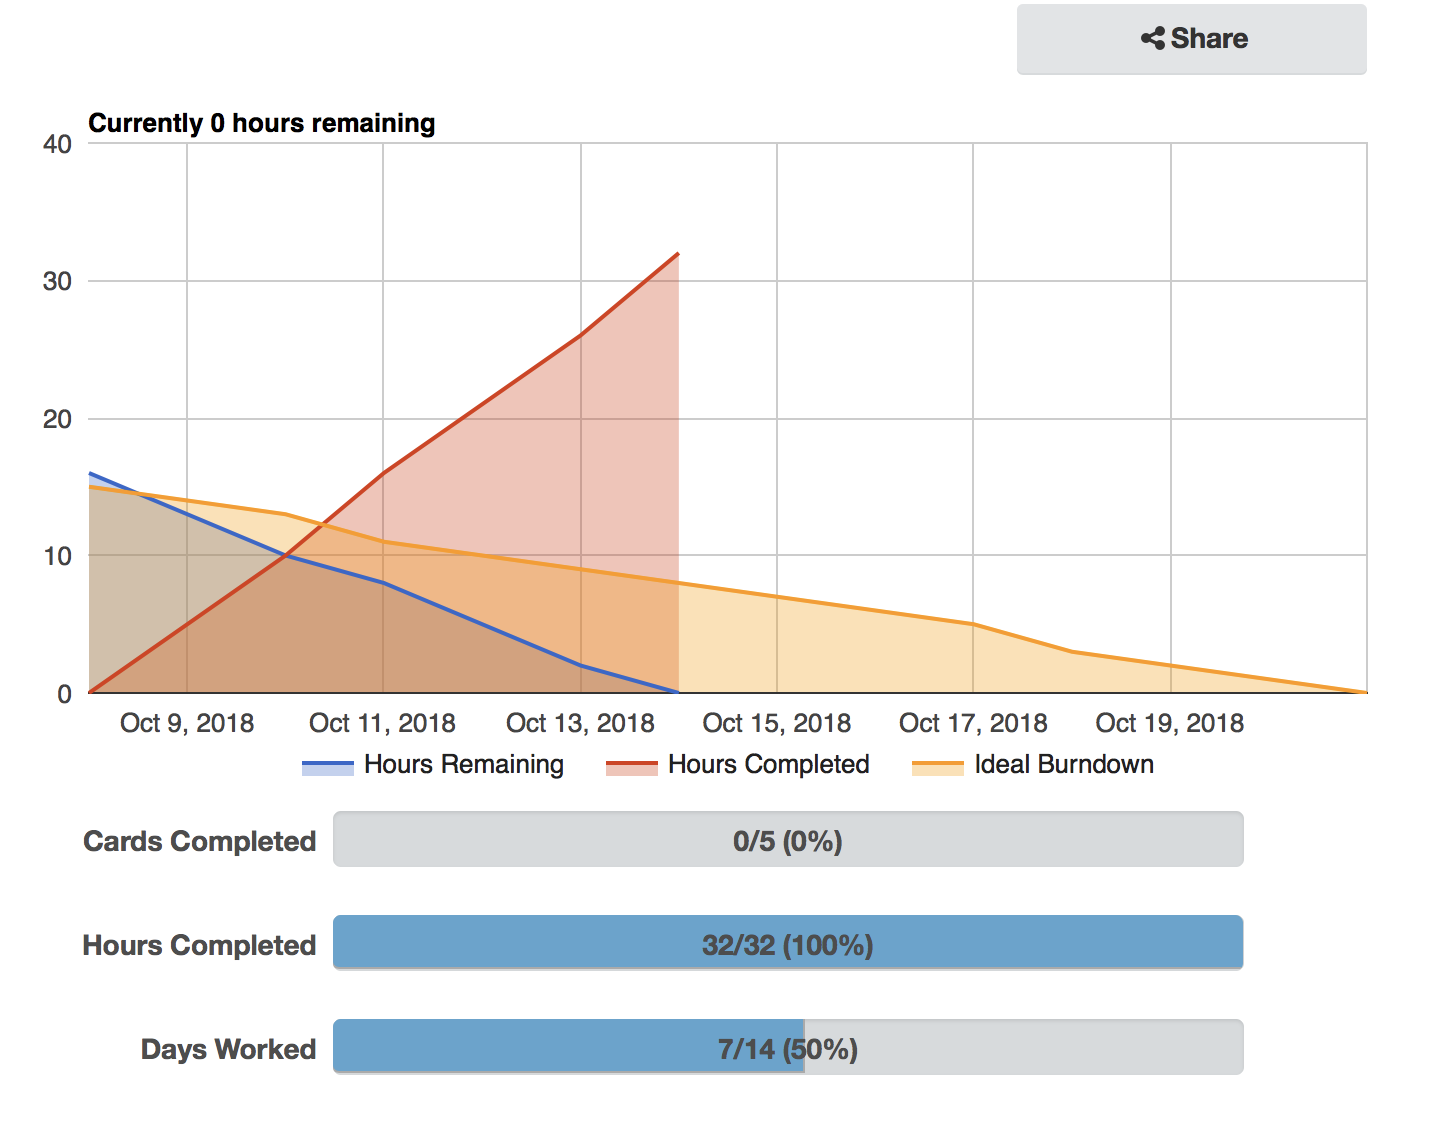 Share
Currently 0 hours remaining
40
30
20
10
0
Oct 9, 2018 Oct 11, 2018 Oct 13, 2018 Oct 15, 2018 Oct 17, 2018 Oct 19, 2018
Hours Remaining Hours Completed Ideal Burndown
Cards Completed 0/5 (0%)
Hours Completed 32/32 (100%)
Days Worked 7/14 (50%)